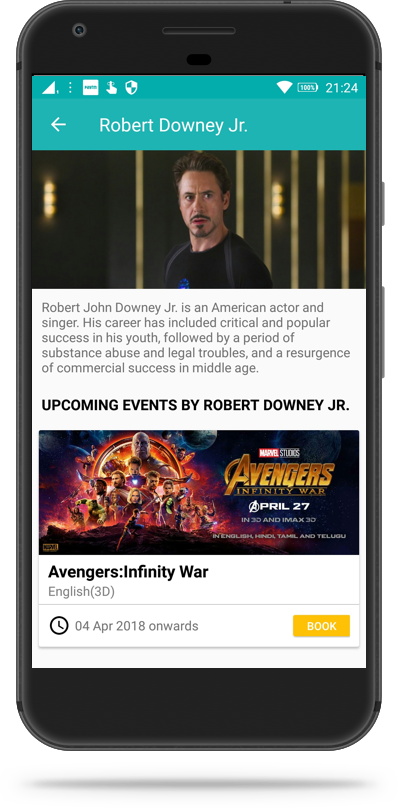 100%
21:24
Robert Downey Jr.
Robert John Downey Jr. is an American actor and
singer. His career has included critical and popular
success in his youth, followed by a period of
substance abuse and legal troubles, and a resurgence
of commercial success in middle age.
UPCOMING EVENTS BY ROBERT DOWNEY JR.
MARVEL STUDIOS
AVENGERS
INFINITY WAR
APRIL 27
IN 3D AND IMAX 3D
IN ENGLISH, HINDI, TAMIL AND TELUGU
MARVEL
Avengers:Infinity War
English(3D)
04 Apr 2018 onwards
BOOK